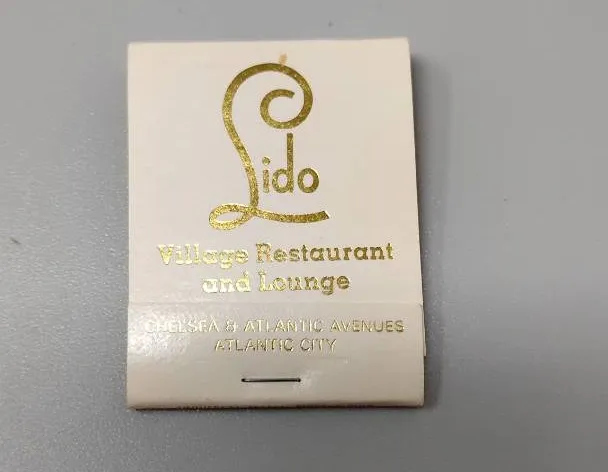 Lido
Village Restaurant
and Lounge
CHELSEA & ATLANTIC AVENUES
ATLANTIC CITY